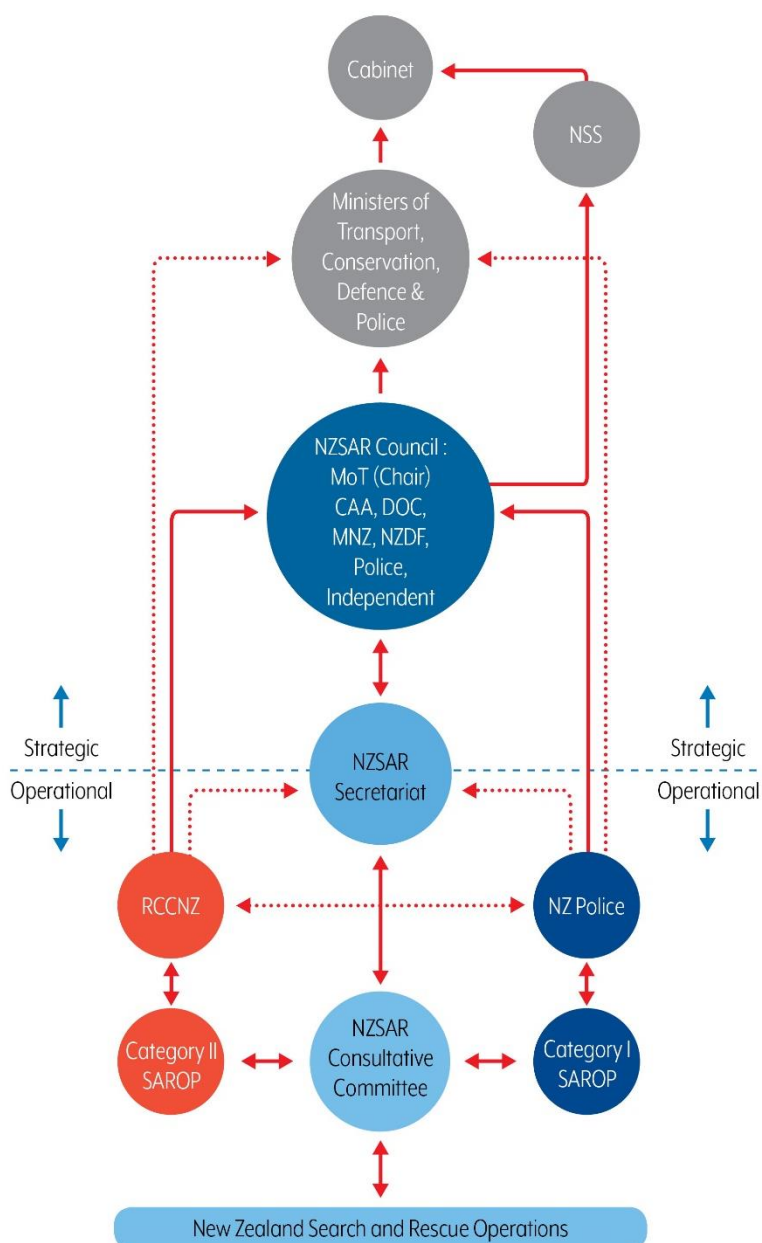 Cabinet
NSS
Ministers of
Transport,
Conservation,
Defence &
Police
NZSAR Council :
MoT (Chair)
CAA, DOC,
MNZ, NZDF,
Police,
Independent
Strategic
Operational
NZSAR
Secretariat
Strategic
Operational
RCCNZ
NZ Police
Category II
SAROP
NZSAR
Consultative
Committee
Category I
SAROP
New Zealand Search and Rescue Operations